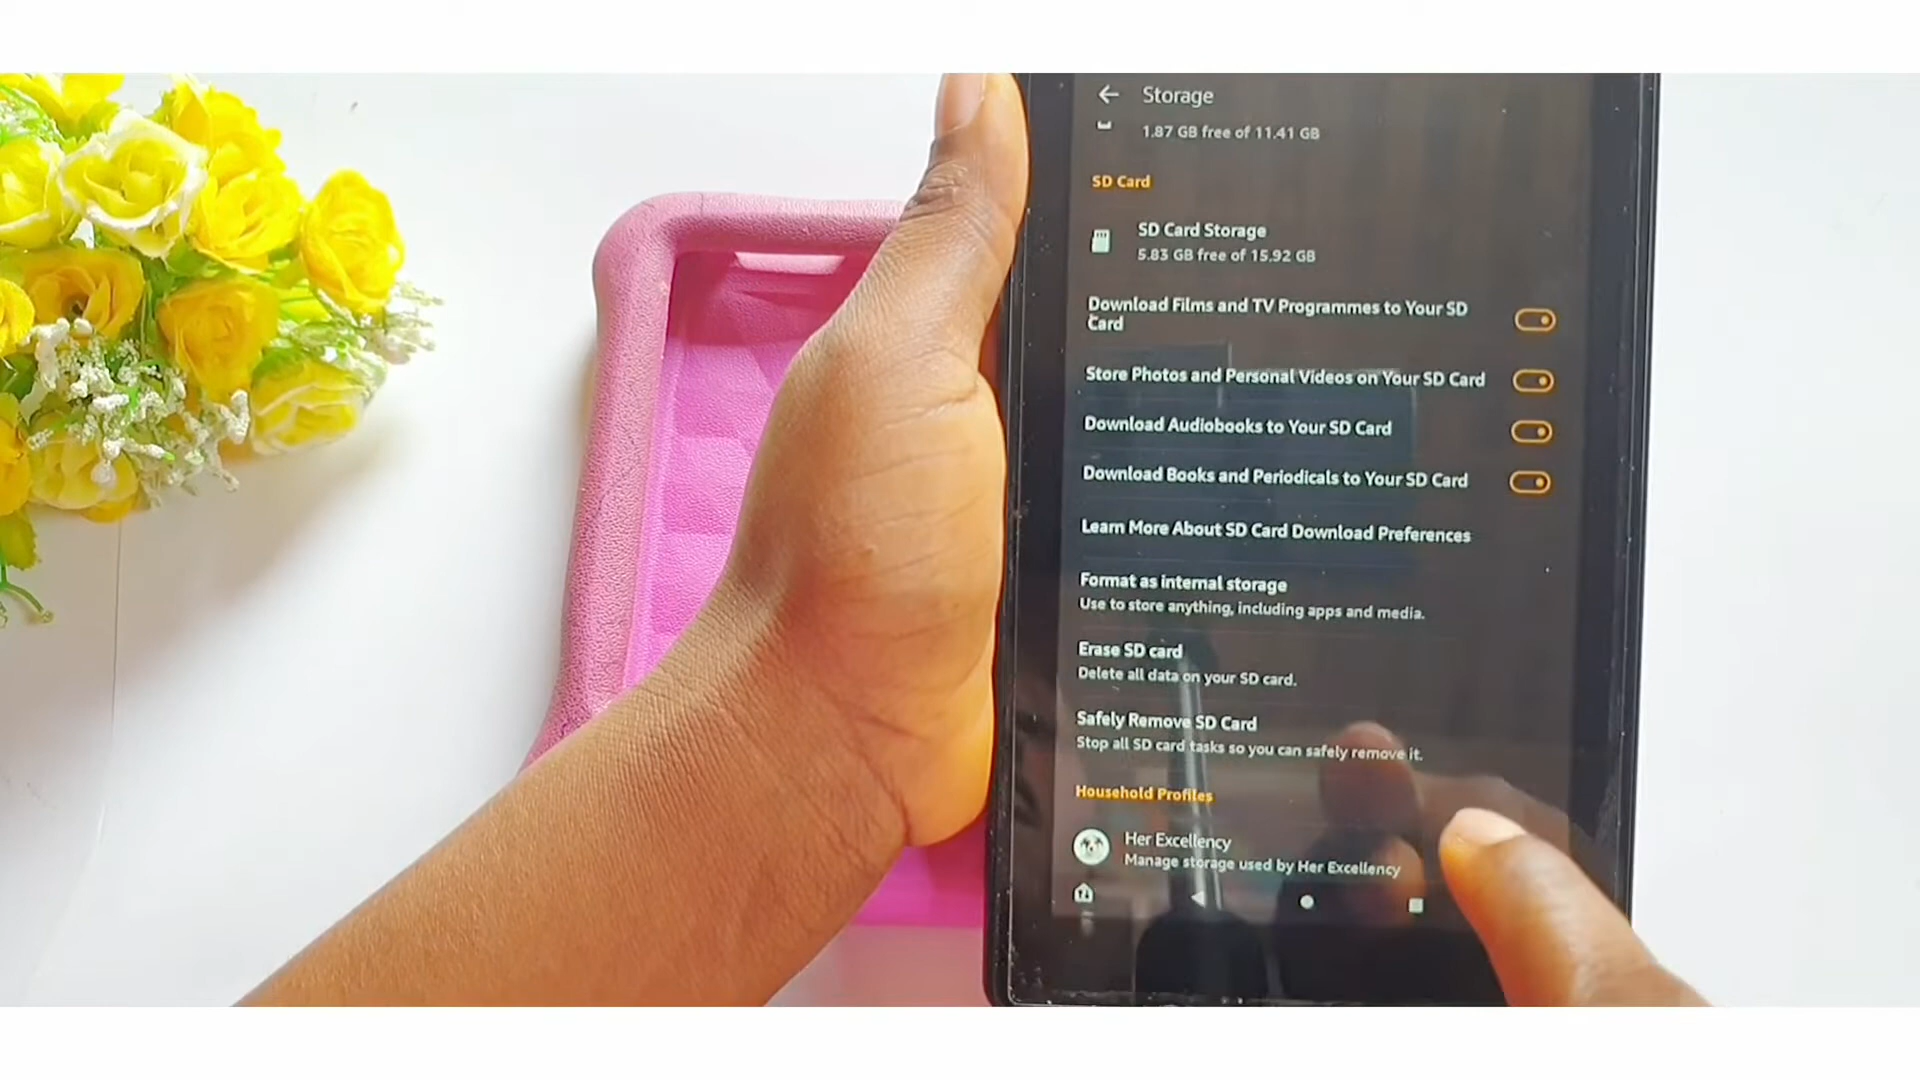 Storage
1.87 GB free of 11.41 GB
SD Card
SD Card Storage
5.83 GB free of 15.92 GB
Download Films and TV Programmes to Your SD
Card
Store Photos and Personal Videos on Your SD Card
Download Audiobooks to Your SD Card
Download Books and Periodicals to Your SD Card
Learn More About SD Card Download Preferences
Format as internal storage
Use to store anything, including apps and media.
Erase SD card
Delete all data on your SD card.
Safely Remove SD Card
Stop all SD card tasks so you can safely remove it.
Household Profiles
Her Excellency
Manage storage used by Her Excellency